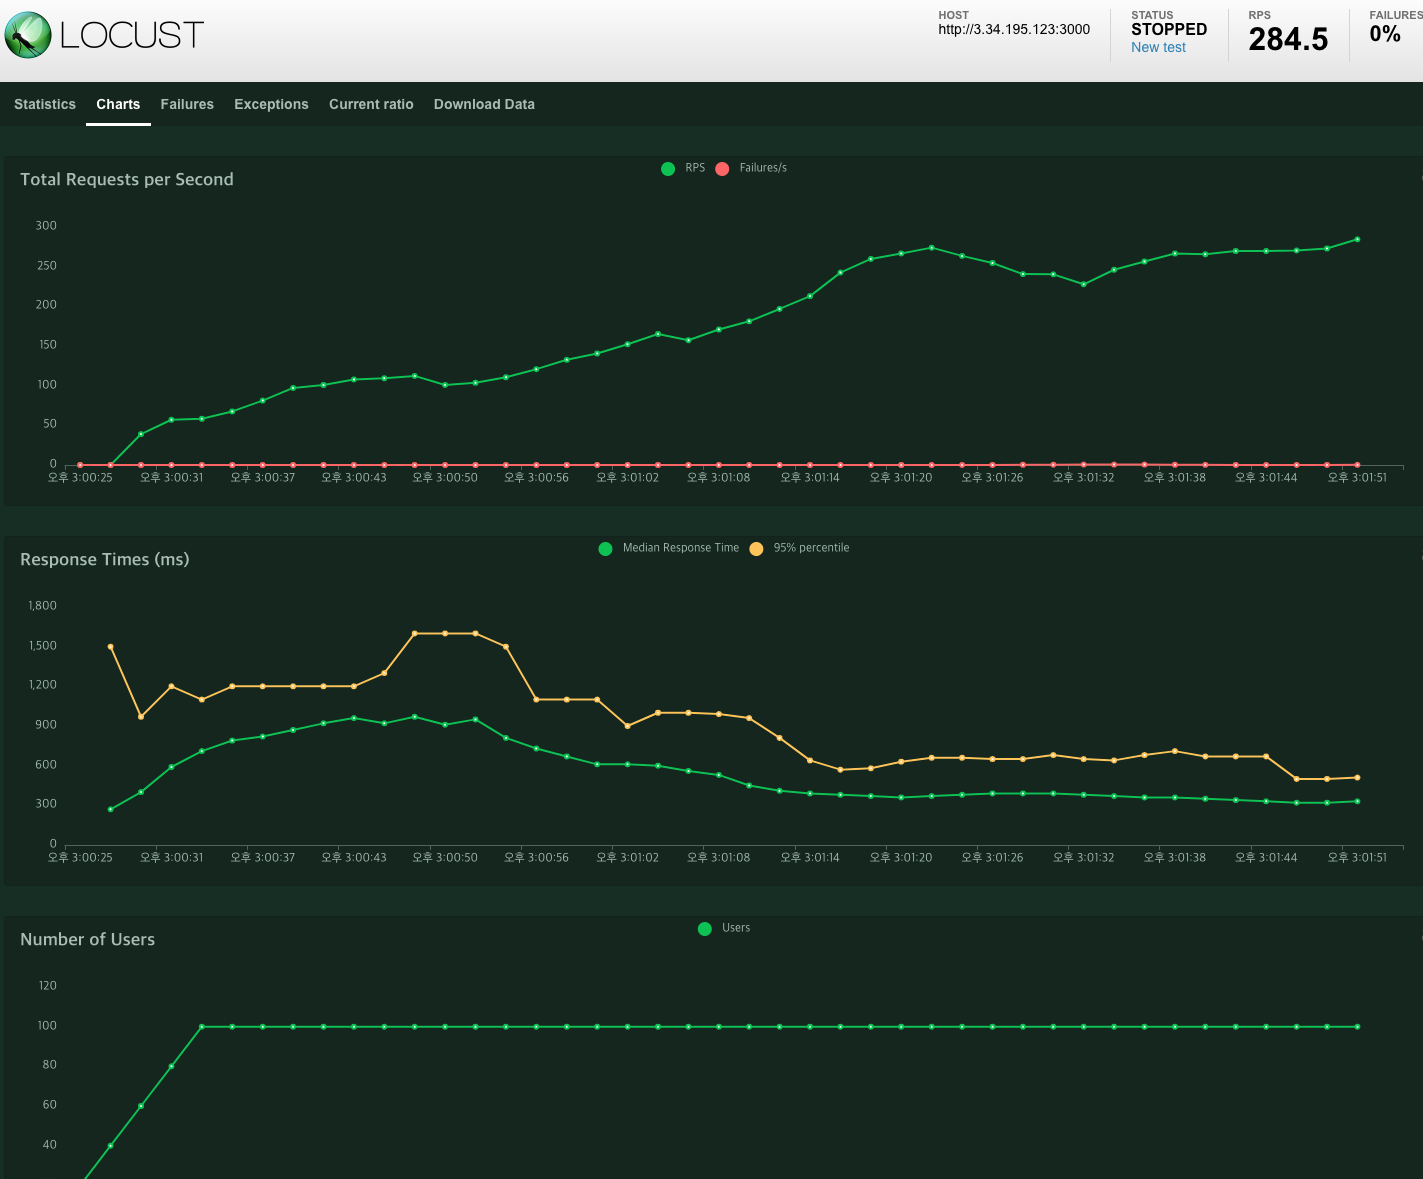 LOCUST
HOST
http://3.34.195.123:3000
STATUS
STOPPED
New test
RPS
284.5
FAILURES
0%
Statistics Charts Failures Exceptions Current ratio Download Data
Total Requests per Second
RPS Failures/s
300
250
200
150
100
50
0
오후 3:00:25 오후 3:00:31 오후 3:00:37 오후 3:00:43 오후 3:00:50 오후 3:00:56 오후 3:01:02 오후 3:01:08 오후 3:01:14 오후 3:01:20 오후 3:01:26 오후 3:01:32 오후 3:01:38 오후 3:01:44 오후 3:01:51
Response Times (ms)
Median Response Time 95% percentile
1,800
1,500
1,200
900
600
300
0
오후 3:00:25 오후 3:00:31 오후 3:00:37 오후 3:00:43 오후 3:00:50 오후 3:00:56 오후 3:01:02 오후 3:01:08 오후 3:01:14 오후 3:01:20 오후 3:01:26 오후 3:01:32 오후 3:01:38 오후 3:01:44 오후 3:01:51
Number of Users
Users
120
100
80
60
40